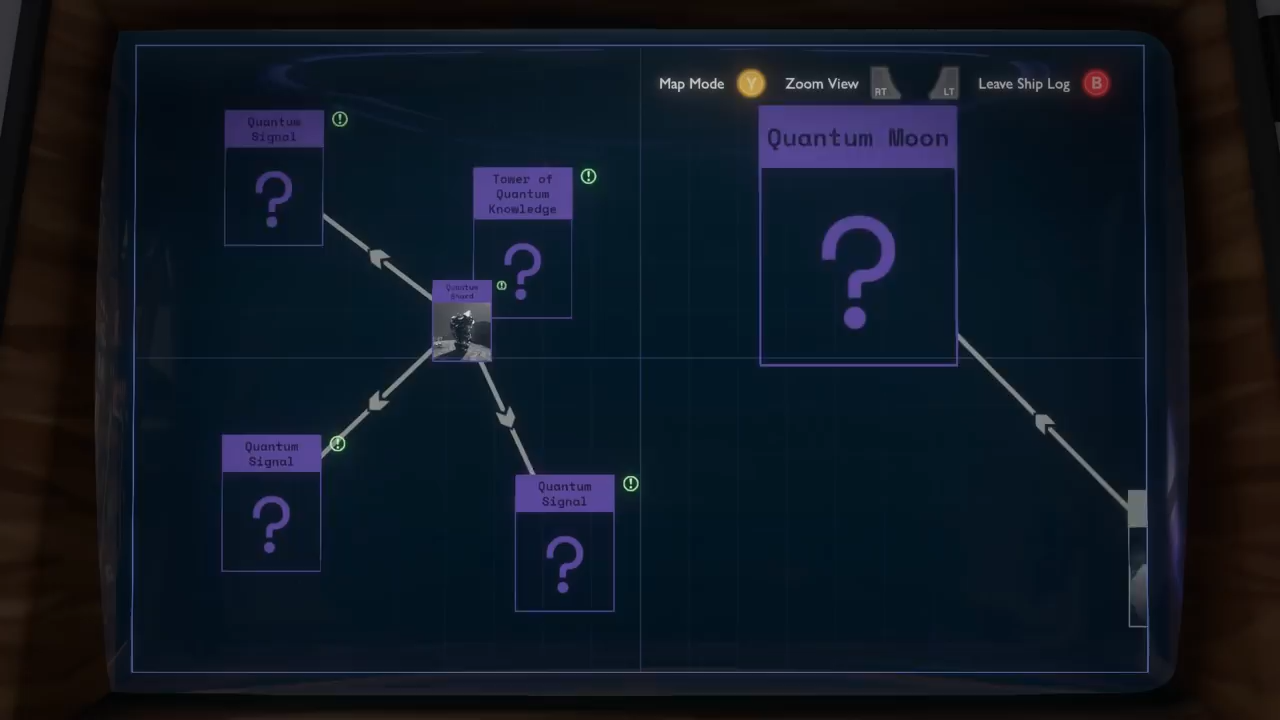 Map Mode Y Zoom View RT LT Leave Ship Log B
Quantum
Signal
Tower of
Quantum
Knowledge
Quantum Moon
Quantum
Shard
Quantum
Signal
Quantum
Signal